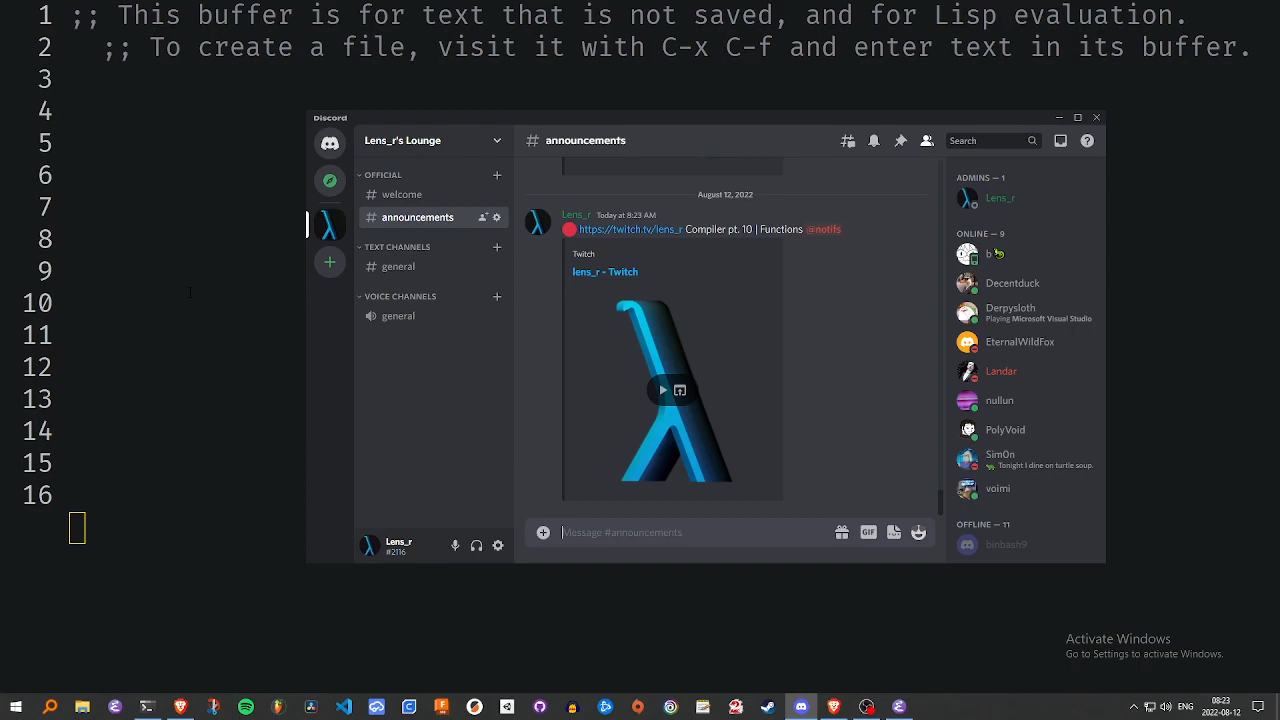 1 ;; This buffer is for text that is not saved, and for Lisp evaluation.
2 ;; To create a file, visit it with C-x C-f and enter text in its buffer.
3
4
5
6
7
8
9
10
11
12
13
14
15
16
Discord
Lens_r's Lounge
OFFICIAL
# welcome
# announcements
TEXT CHANNELS
# general
VOICE CHANNELS
general
Lens_r
#2116
# announcements
Search
August 12, 2022
Lens_r Today at 8:23 AM
https://twitch.tv/lens_r Compiler pt. 10 | Functions @notifs
Twitch
lens_r - Twitch
Message #announcements
GIF
ADMINS — 1
Lens_r
ONLINE — 9
b
Decentduck
Derpysloth
Playing Microsoft Visual Studio
EternalWildFox
Landar
nullun
PolyVoid
Sim0n
Tonight I dine on turtle soup.
voimi
OFFLINE — 11
binbash9
Activate Windows
Go to Settings to activate Windows.
ENG
08:23
2022-08-12